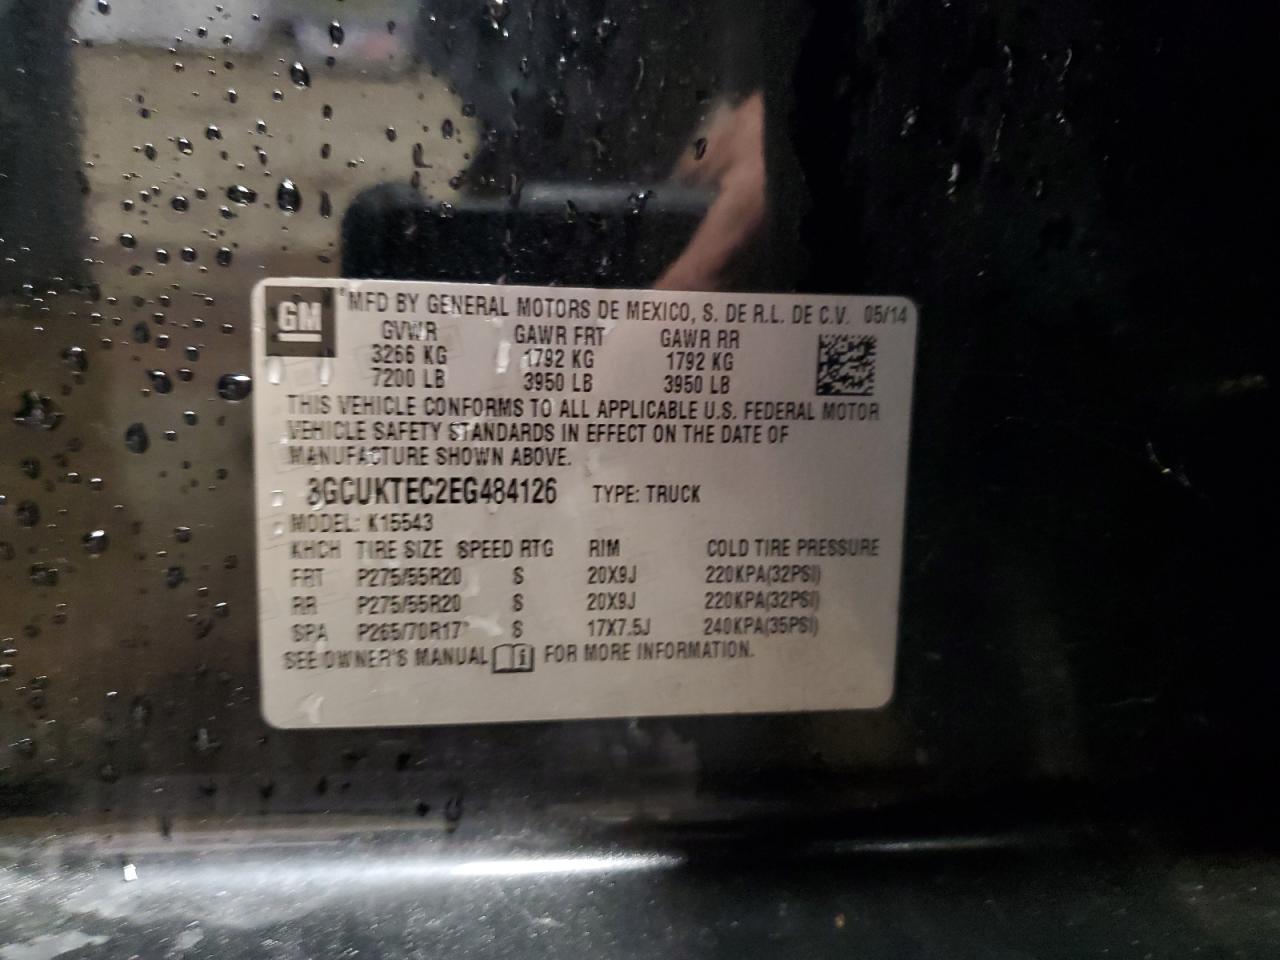 GM
MFD BY GENERAL MOTORS DE MEXICO, S. DE R.L. DE C.V. 05/14
GVWR GAWR FRT GAWR RR
3266 KG 1792 KG 1792 KG
7200 LB 3950 LB 3950 LB
THIS VEHICLE CONFORMS TO ALL APPLICABLE U.S. FEDERAL MOTOR
VEHICLE SAFETY STANDARDS IN EFFECT ON THE DATE OF
MANUFACTURE SHOWN ABOVE.
3GCUKTEC2EG484126 TYPE: TRUCK
MODEL: K15543
KHCH TIRE SIZE SPEED RTG RIM COLD TIRE PRESSURE
FRT P275/55R20 S 20X9J 220KPA(32PSI)
RR P275/55R20 S 20X9J 220KPA(32PSI)
SPA P265/70R17 S 17X7.5J 240KPA(35PSI)
SEE OWNER'S MANUAL i FOR MORE INFORMATION.